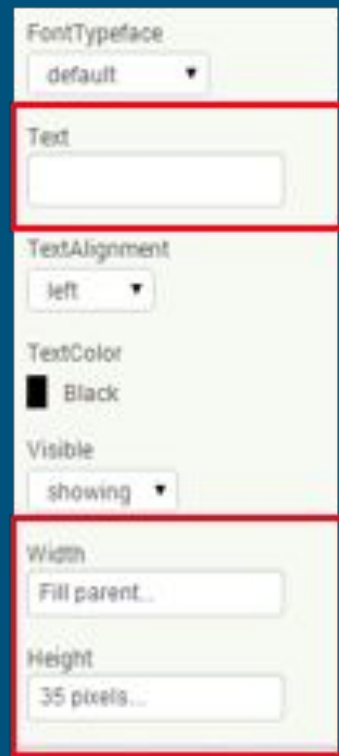 FontTypeface
default
Text
TextAlignment
left
TextColor
Black
Visible
showing
Width
Fill parent...
Height
35 pixels...